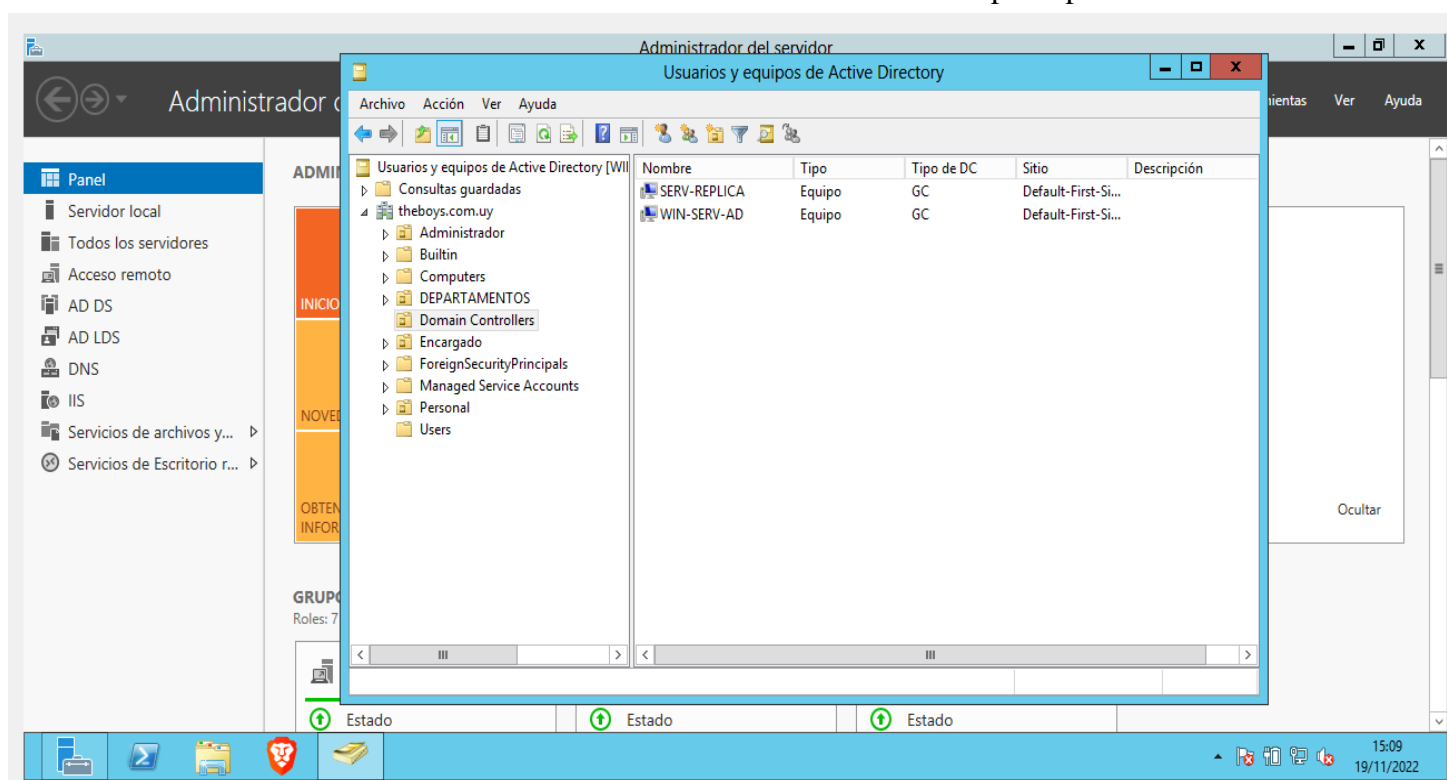 Administrador del servidor
Administrador
mientas Ver Ayuda
Panel
Servidor local
Todos los servidores
Acceso remoto
AD DS
AD LDS
DNS
IIS
Servicios de archivos y...
Servicios de Escritorio r...
ADMI
INICIO
NOVED
OBTEN
INFOR
Ocultar
GRUPO
Roles: 7
Estado
Estado
Estado
Usuarios y equipos de Active Directory
Archivo Acción Ver Ayuda
Usuarios y equipos de Active Directory [WI
Consultas guardadas
theboys.com.uy
Administrador
Builtin
Computers
DEPARTAMENTOS
Domain Controllers
Encargado
ForeignSecurityPrincipals
Managed Service Accounts
Personal
Users
Nombre Tipo Tipo de DC Sitio Descripción
SERV-REPLICA Equipo GC Default-First-Si...
WIN-SERV-AD Equipo GC Default-First-Si...
15:09
19/11/2022